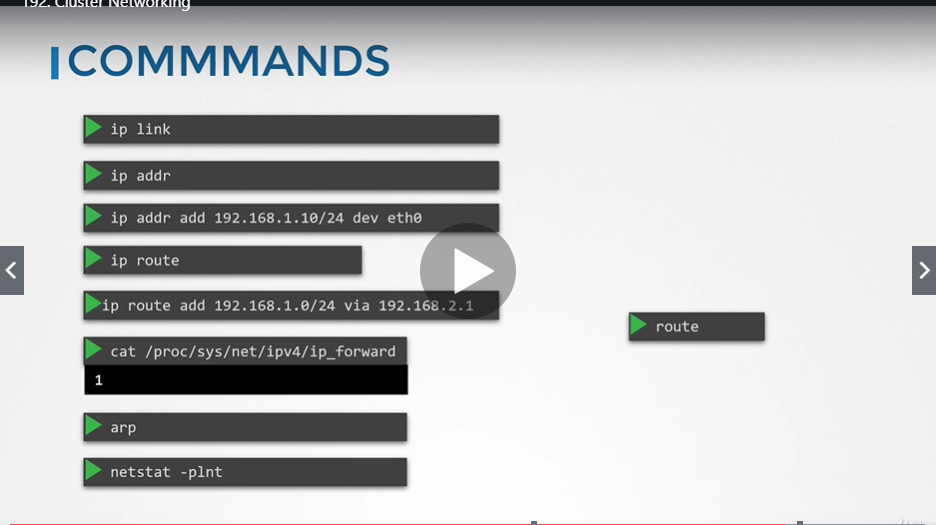 192. Cluster Networking
COMMMANDS
ip link
ip addr
ip addr add 192.168.1.10/24 dev eth0
ip route
ip route add 192.168.1.0/24 via 192.168.2.1
route
cat /proc/sys/net/ipv4/ip_forward
1
arp
netstat -plnt